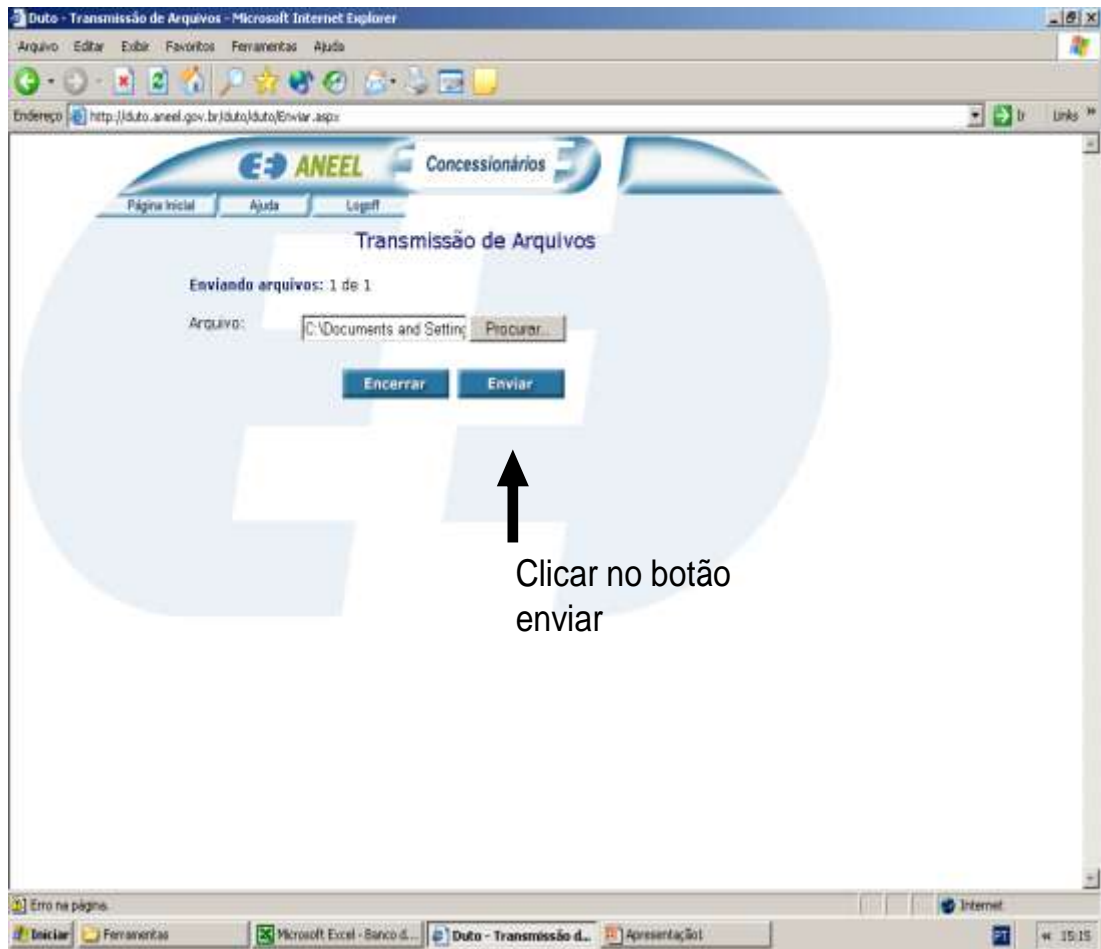 Duto - Transmissão de Arquivos - Microsoft Internet Explorer
Arquivo Editar Exibir Favoritos Ferramentas Ajuda
Endereço http://duto.aneel.gov.br/duto/duto/Enviar.aspx Ir Links »
ANEEL Concessionários
Página Inicial Ajuda Logoff
Transmissão de Arquivos
Enviando arquivos: 1 de 1
Arquivo: C:\Documents and Setting Procurar...
Encerrar Enviar
Clicar no botão
enviar
Erro na página. Internet
Iniciar Ferramentas Microsoft Excel - Banco d... Duto - Transmissão d... Apresentação1 PT « 15:15